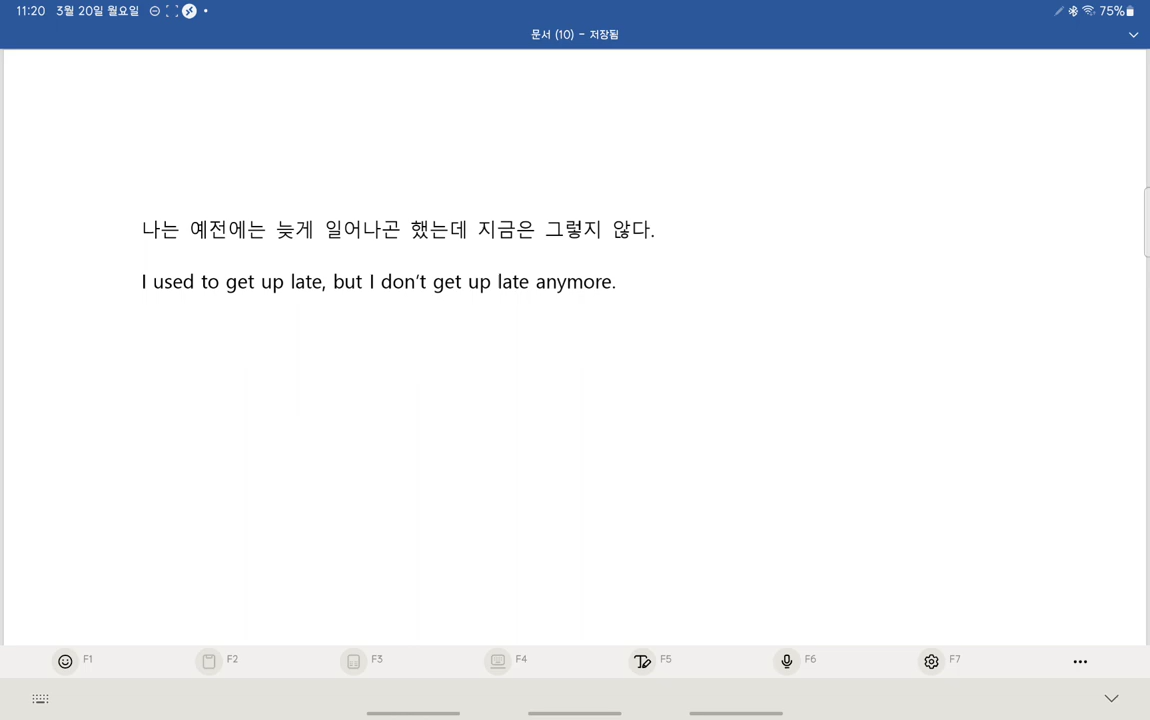 11:20 3월 20일 월요일 75%
문서 (10) – 저장됨
나는 예전에는 늦게 일어나곤 했는데 지금은 그렇지 않다.
I used to get up late, but I don’t get up late anymore.
F1 F2 F3 F4 F5 F6 F7